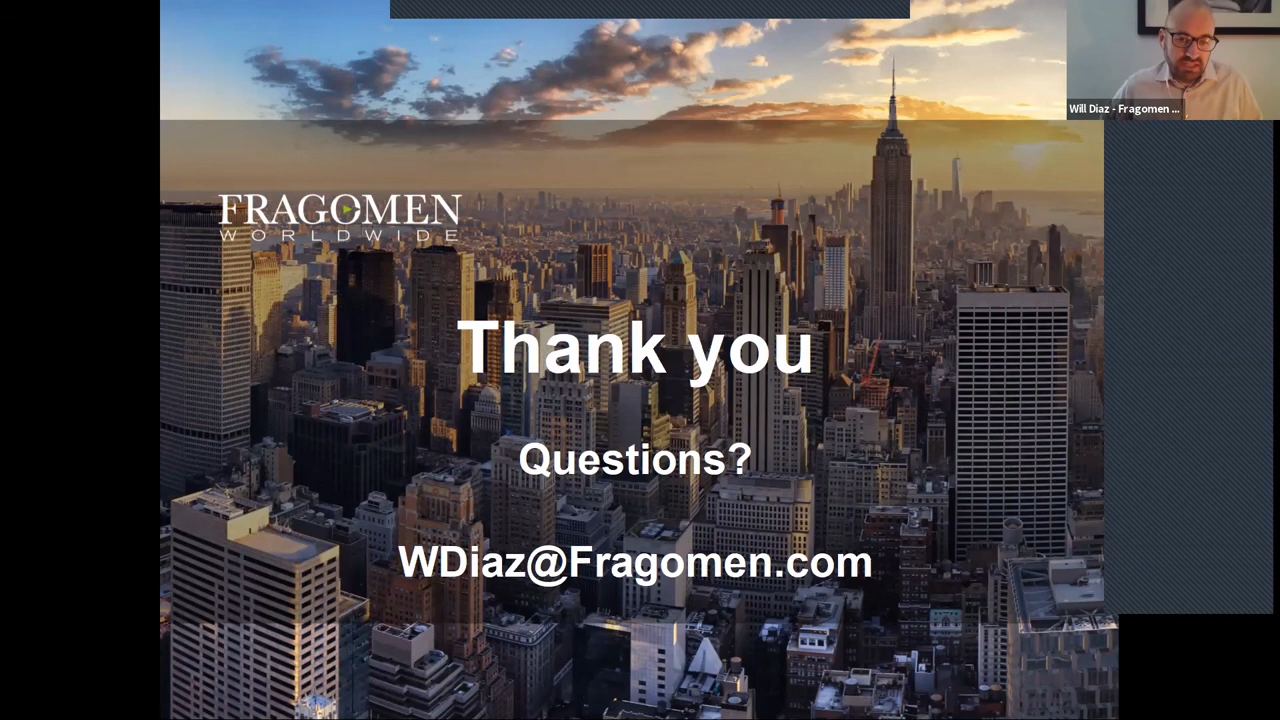 Will Diaz - Fragomen ...
FRAGOMEN
WORLDWIDE
Thank you
Questions?
WDiaz@Fragomen.com